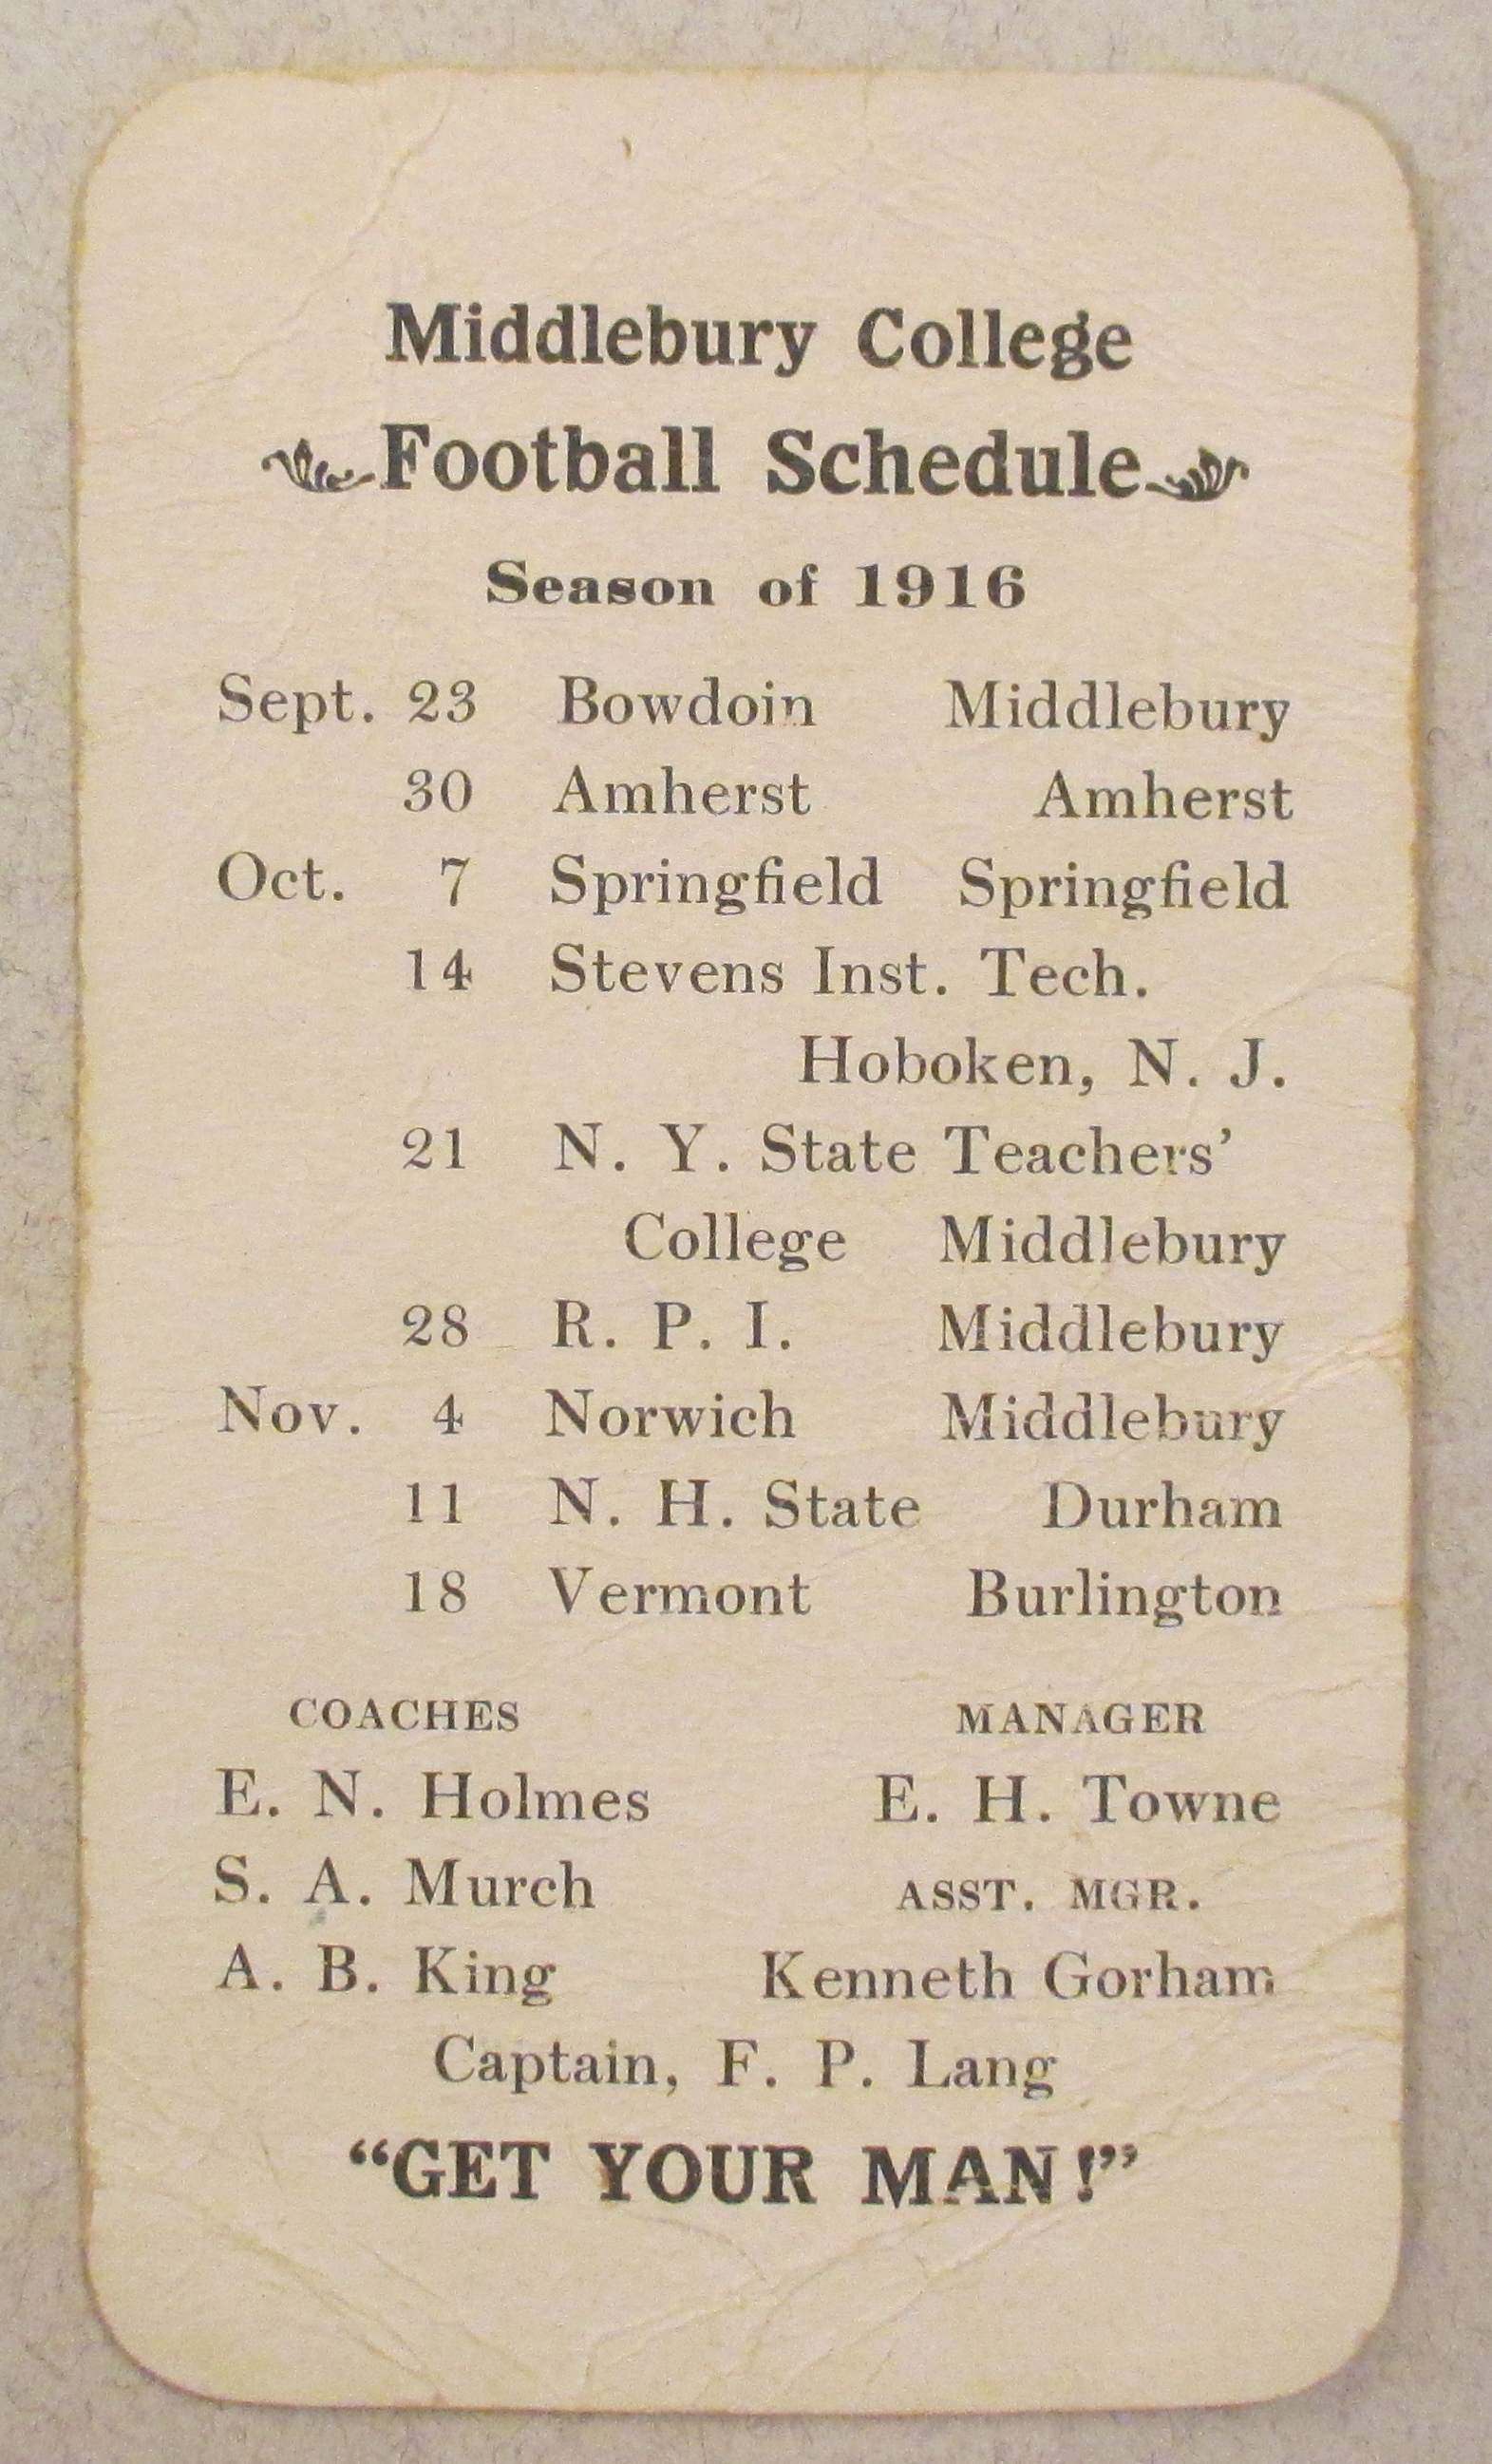 Middlebury College
Football Schedule
Season of 1916
Sept. 23 Bowdoin Middlebury
30 Amherst Amherst
Oct. 7 Springfield Springfield
14 Stevens Inst. Tech.
Hoboken, N. J.
21 N. Y. State Teachers’
College Middlebury
28 R. P. I. Middlebury
Nov. 4 Norwich Middlebury
11 N. H. State Durham
18 Vermont Burlington
COACHES MANAGER
E. N. Holmes E. H. Towne
S. A. Murch ASST. MGR.
A. B. King Kenneth Gorham
Captain, F. P. Lang
“GET YOUR MAN!”